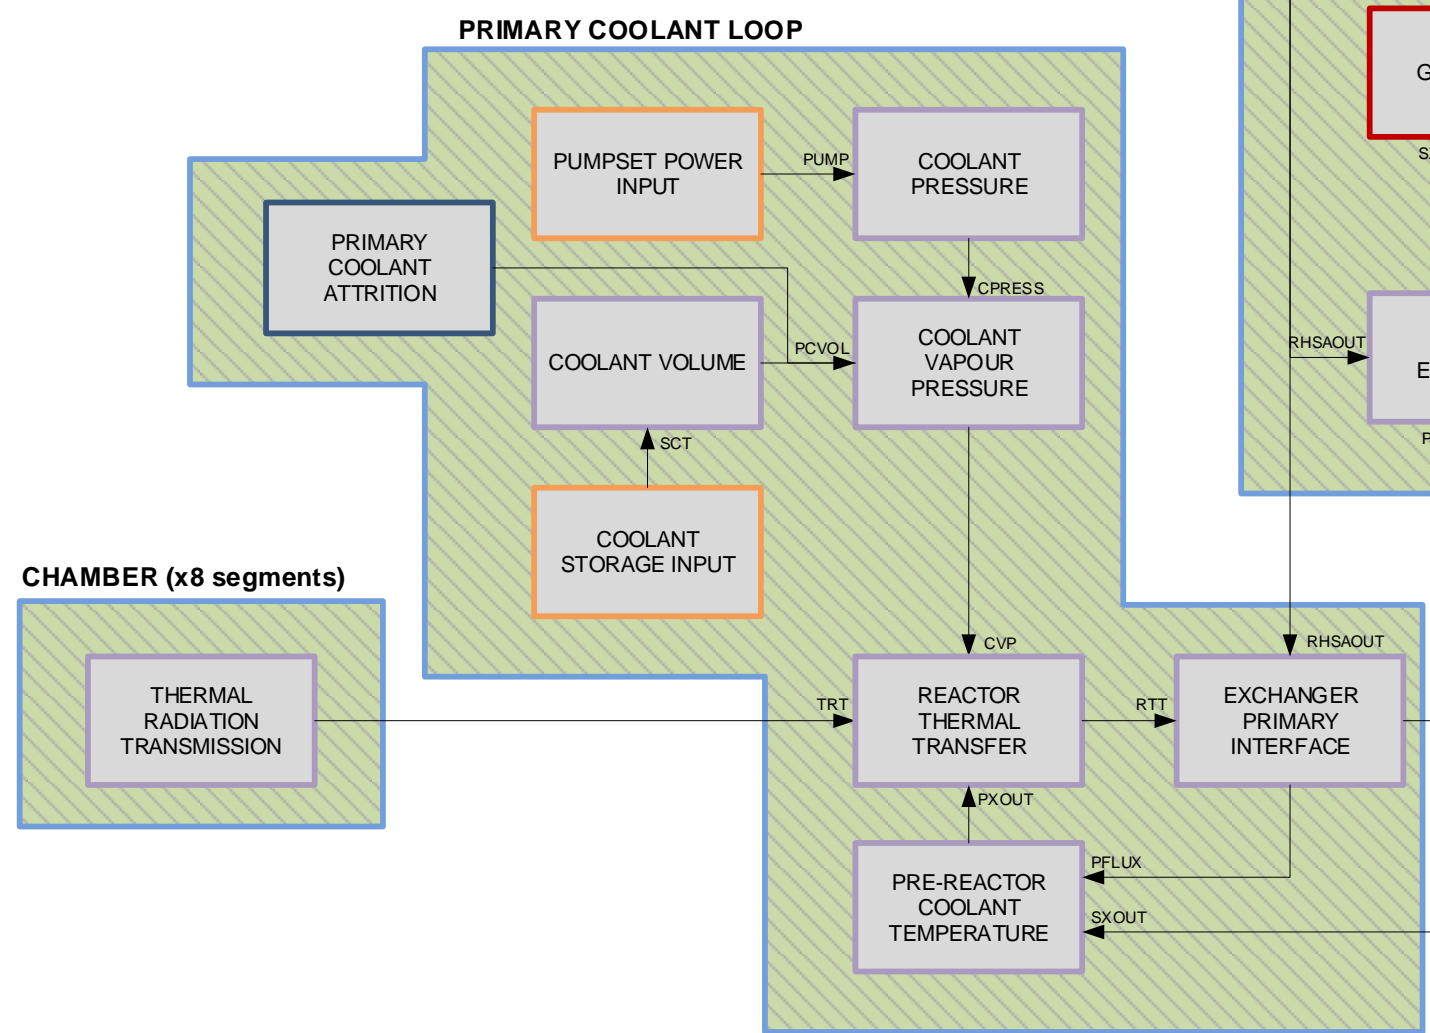 PRIMARY COOLANT LOOP
G
PUMPSET POWER
INPUT
PUMP
COOLANT
PRESSURE
PRIMARY
COOLANT
ATTRITION
CPRESS
COOLANT VOLUME
PCVOL
COOLANT
VAPOUR
PRESSURE
RHSAOUT
E
P
SCT
COOLANT
STORAGE INPUT
CHAMBER (x8 segments)
THERMAL
RADIATION
TRANSMISSION
TRT
CVP
REACTOR
THERMAL
TRANSFER
RTT
RHSAOUT
EXCHANGER
PRIMARY
INTERFACE
PXOUT
PRE-REACTOR
COOLANT
TEMPERATURE
PFLUX
SXOUT